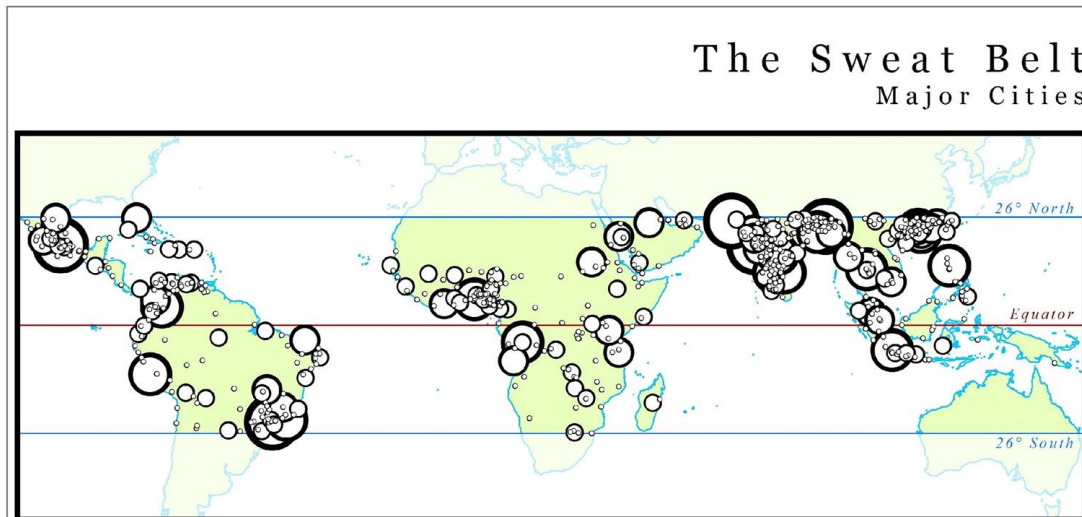 The Sweat Belt
Major Cities
26° North
Equator
26° South